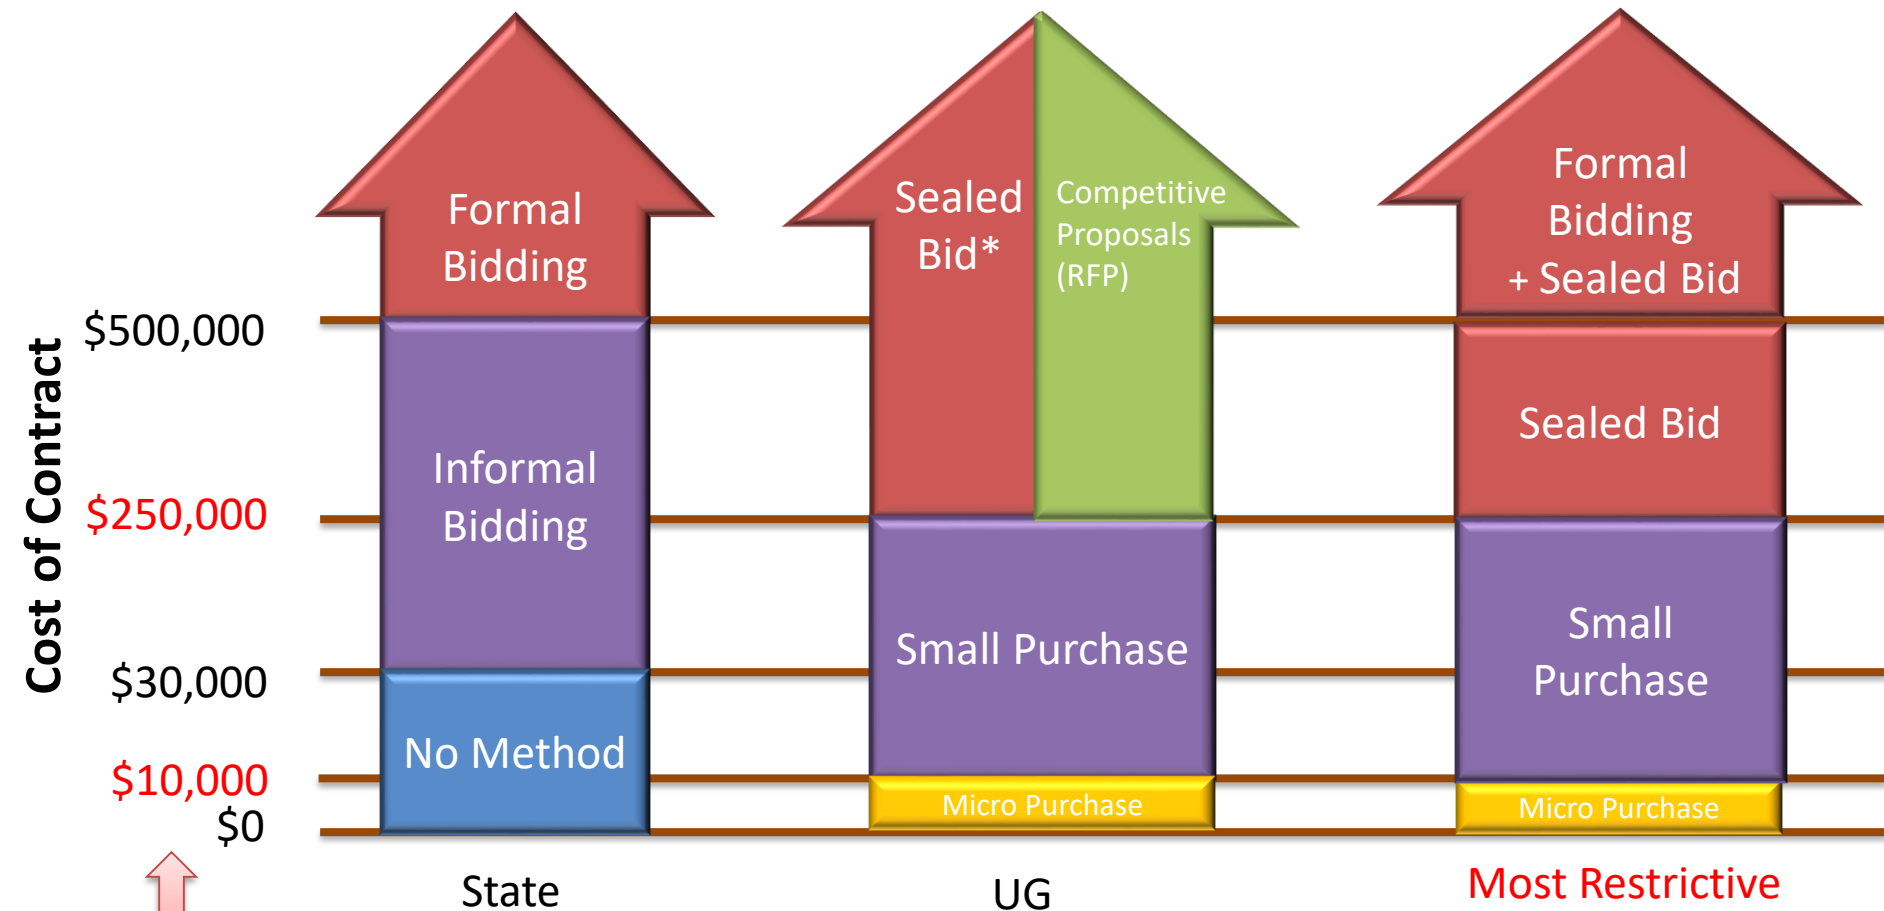 Cost of Contract
$500,000
$250,000
$30,000
$10,000
$0
Formal
Bidding
Informal
Bidding
No Method
State
Sealed
Bid*
Competitive
Proposals
(RFP)
Small Purchase
Micro Purchase
UG
Formal
Bidding
+ Sealed Bid
Sealed Bid
Small
Purchase
Micro Purchase
Most Restrictive